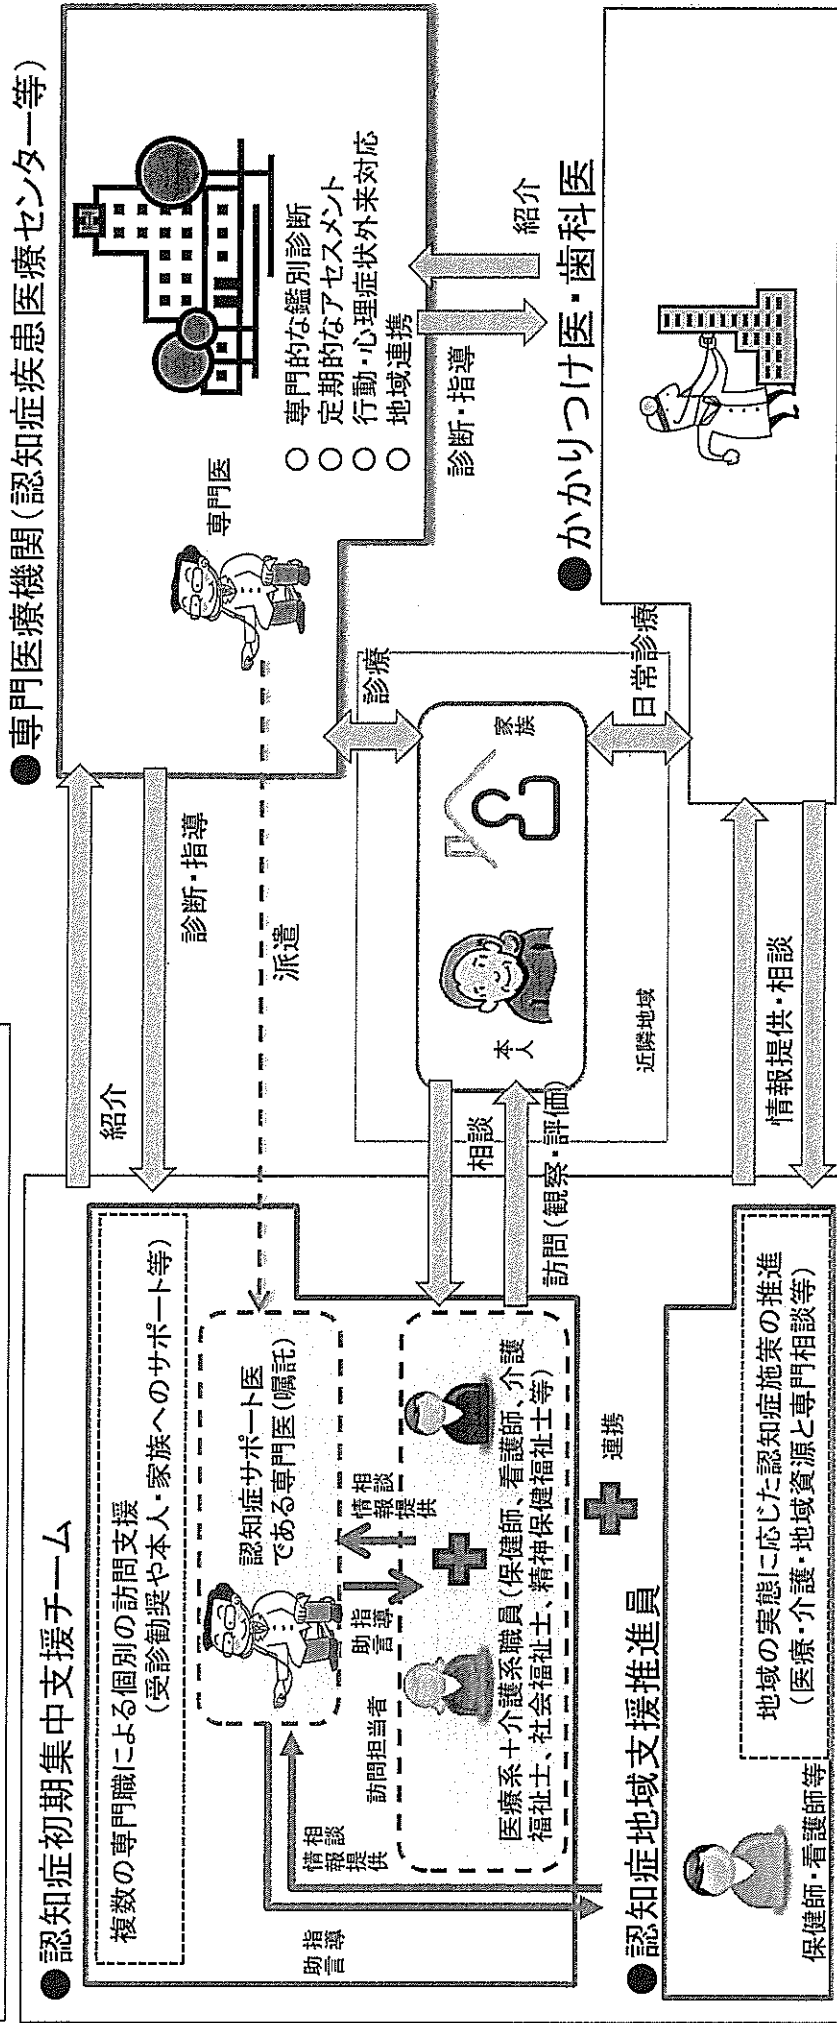 ●認知症初期集中支援チーム
複数の専門職による個別の訪問支援
(受診勧奨や本人・家族へのサポート等)
認知症サポート医
である専門医(嘱託)
助言
指導
情報提供
相談
訪問担当者
助言
指導
情報提供
相談
医療系+介護系職員(保健師、看護師、介護
福祉士、社会福祉士、精神保健福祉士等)
連携
●認知症地域支援推進員
保健師・看護師等
地域の実態に応じた認知症施策の推進
(医療・介護・地域資源と専門相談等)
紹介
診断・指導
派遣
相談
訪問(観察・評価)
本人
家族
近隣地域
情報提供・相談
●専門医療機関(認知症疾患医療センター等)
専門医
○ 専門的な鑑別診断
○ 定期的なアセスメント
○ 行動・心理症状外来対応
○ 地域連携
診療
日常診療
診断・指導
紹介
●かかりつけ医・歯科医